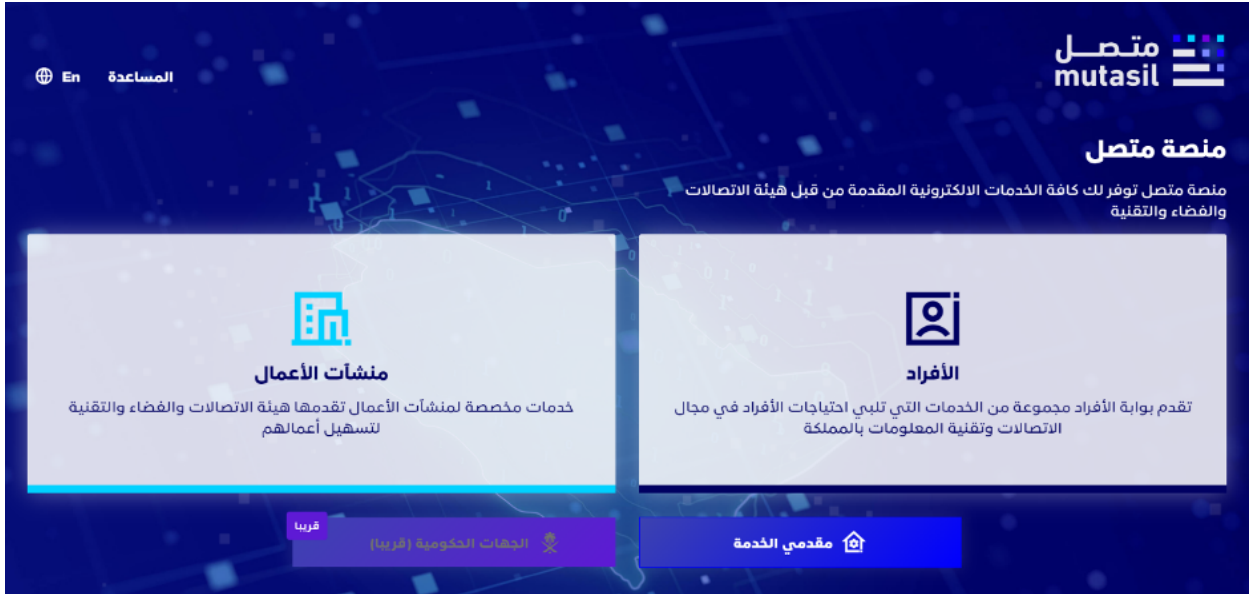 متصل
mutasil
المساعدة
En
منصة متصل
منصة متصل توفر لك كافة الخدمات الالكترونية المقدمة من قبل هيئة الاتصالات
والفضاء والتقنية
الأفراد
تقدم بوابة الأفراد مجموعة من الخدمات التي تلبي احتياجات الأفراد في مجال
الاتصالات وتقنية المعلومات بالمملكة
منشآت الأعمال
خدمات مخصصة لمنشآت الأعمال تقدمها هيئة الاتصالات والفضاء والتقنية
لتسهيل أعمالهم
مقدمي الخدمة
قريبا
الجهات الحكومية (قريبا)